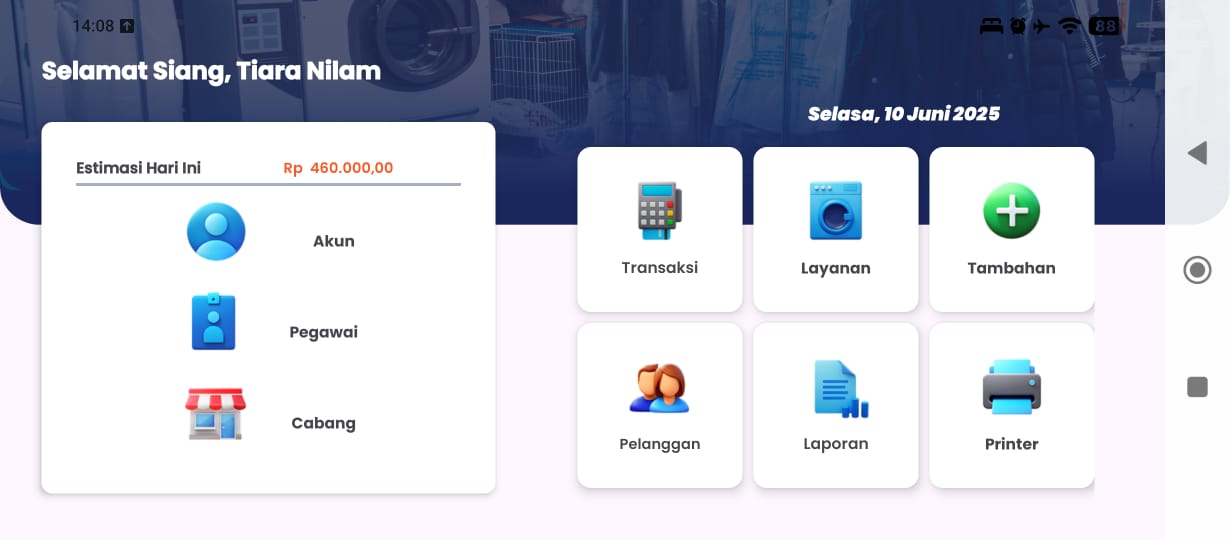 14:08
88
Selamat Siang, Tiara Nilam
Selasa, 10 Juni 2025
Estimasi Hari Ini Rp 460.000,00
Akun
Pegawai
Cabang
Transaksi
Layanan
Tambahan
Pelanggan
Laporan
Printer